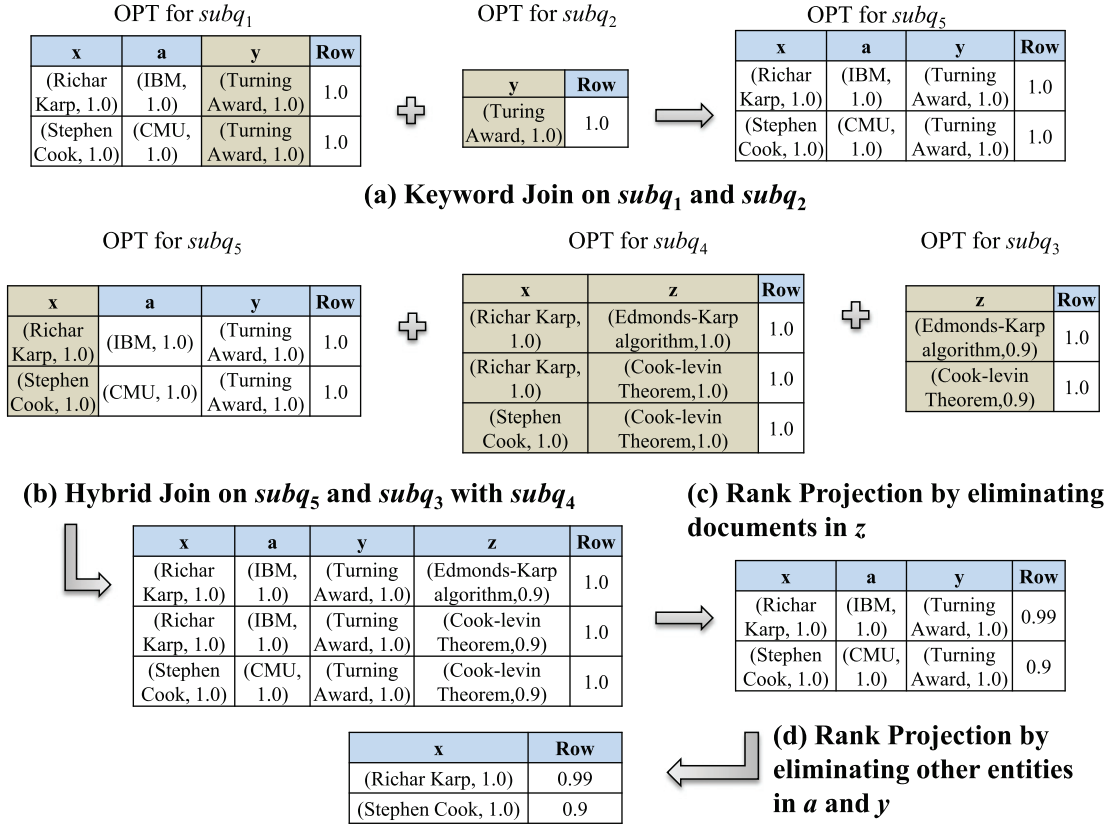 OPT for subq1
OPT for subq2
OPT for subq5
x a y Row
(Richar Karp, 1.0) (IBM, 1.0) (Turning Award, 1.0) 1.0
(Stephen Cook, 1.0) (CMU, 1.0) (Turning Award, 1.0) 1.0
y Row
(Turing Award, 1.0) 1.0
x a y Row
(Richar Karp, 1.0) (IBM, 1.0) (Turning Award, 1.0) 1.0
(Stephen Cook, 1.0) (CMU, 1.0) (Turning Award, 1.0) 1.0
(a) Keyword Join on subq1 and subq2
OPT for subq5
OPT for subq4
OPT for subq3
x a y Row
(Richar Karp, 1.0) (IBM, 1.0) (Turning Award, 1.0) 1.0
(Stephen Cook, 1.0) (CMU, 1.0) (Turning Award, 1.0) 1.0
x z Row
(Richar Karp, 1.0) (Edmonds-Karp algorithm,1.0) 1.0
(Richar Karp, 1.0) (Cook-levin Theorem,1.0) 1.0
(Stephen Cook, 1.0) (Cook-levin Theorem,1.0) 1.0
z Row
(Edmonds-Karp algorithm,0.9) 1.0
(Cook-levin Theorem,0.9) 1.0
(b) Hybrid Join on subq5 and subq3 with subq4
(c) Rank Projection by eliminating
documents in z
x a y z Row
(Richar Karp, 1.0) (IBM, 1.0) (Turning Award, 1.0) (Edmonds-Karp algorithm,0.9) 1.0
(Richar Karp, 1.0) (IBM, 1.0) (Turning Award, 1.0) (Cook-levin Theorem,0.9) 1.0
(Stephen Cook, 1.0) (CMU, 1.0) (Turning Award, 1.0) (Cook-levin Theorem,0.9) 1.0
x a y Row
(Richar Karp, 1.0) (IBM, 1.0) (Turning Award, 1.0) 0.99
(Stephen Cook, 1.0) (CMU, 1.0) (Turning Award, 1.0) 0.9
x Row
(Richar Karp, 1.0) 0.99
(Stephen Cook, 1.0) 0.9
(d) Rank Projection by
eliminating other entities
in a and y